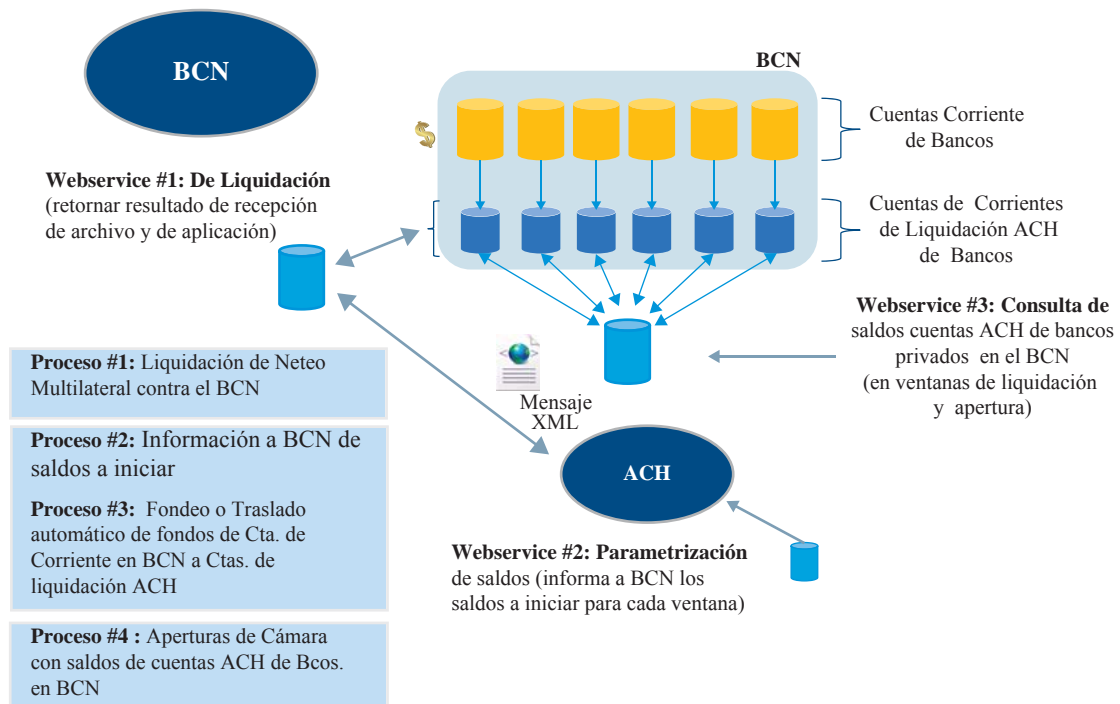 BCN
BCN
Cuentas Corriente
de Bancos
Webservice #1: De Liquidación
(retornar resultado de recepción
de archivo y de aplicación)
Cuentas de Corrientes
de Liquidación ACH
de Bancos
Webservice #3: Consulta de
saldos cuentas ACH de bancos
privados en el BCN
(en ventanas de liquidación
y apertura)
Proceso #1: Liquidación de Neteo
Multilateral contra el BCN
Mensaje
XML
Proceso #2: Información a BCN de
saldos a iniciar
Proceso #3: Fondeo o Traslado
automático de fondos de Cta. de
Corriente en BCN a Ctas. de
liquidación ACH
ACH
Webservice #2: Parametrización
de saldos (informa a BCN los
saldos a iniciar para cada ventana)
Proceso #4 : Aperturas de Cámara
con saldos de cuentas ACH de Bcos.
en BCN